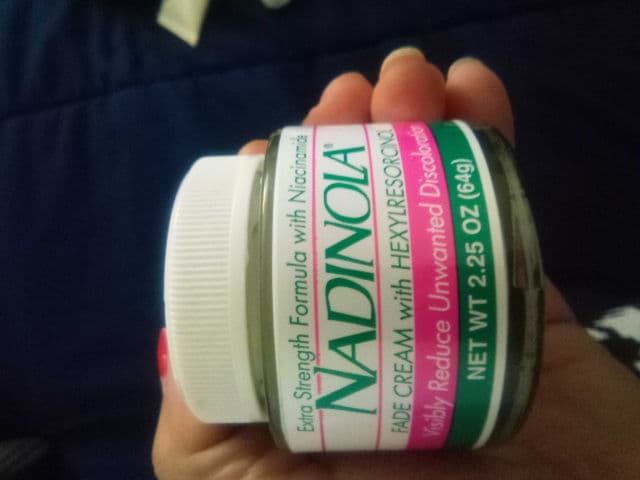 Extra Strength Formula with Niacinamide
NADINOLA®
FADE CREAM with HEXYLRESORCINOL
Visibly Reduce Unwanted Discoloration
NET WT 2.25 OZ (64g)